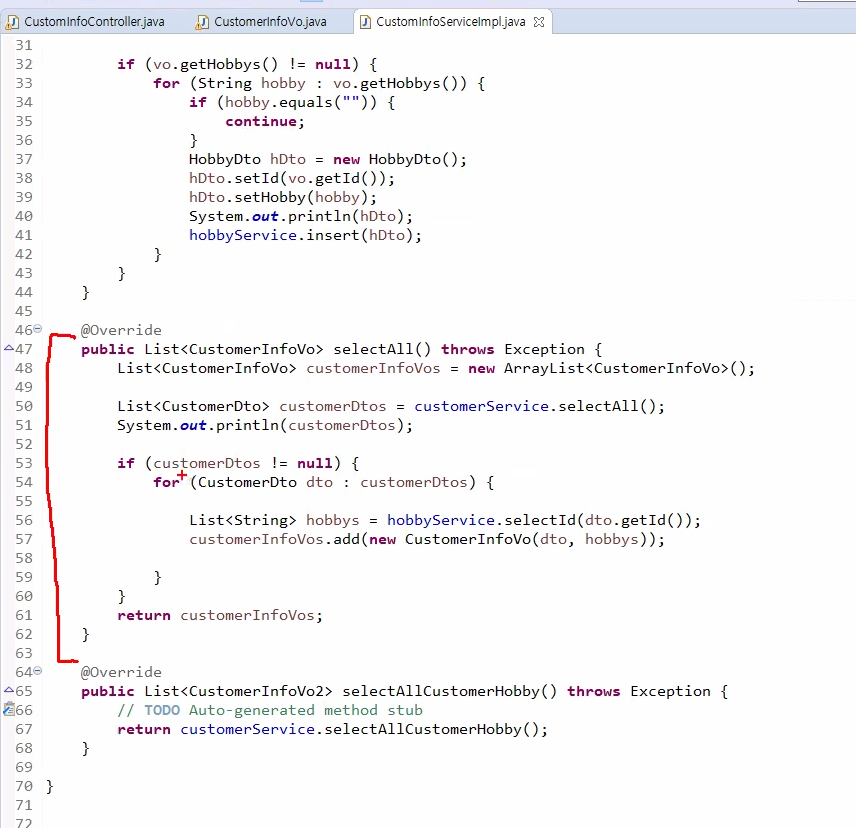 CustomInfoController.java CustomerInfoVo.java CustomInfoServiceImpl.java
31
32 if (vo.getHobbys() != null) {
33 for (String hobby : vo.getHobbys()) {
34 if (hobby.equals("")) {
35 continue;
36 }
37 HobbyDto hDto = new HobbyDto();
38 hDto.setId(vo.getId());
39 hDto.setHobby(hobby);
40 System.out.println(hDto);
41 hobbyService.insert(hDto);
42 }
43 }
44 }
45
46 @Override
47 public List<CustomerInfoVo> selectAll() throws Exception {
48 List<CustomerInfoVo> customerInfoVos = new ArrayList<CustomerInfoVo>();
49
50 List<CustomerDto> customerDtos = customerService.selectAll();
51 System.out.println(customerDtos);
52
53 if (customerDtos != null) {
54 for (CustomerDto dto : customerDtos) {
55
56 List<String> hobbys = hobbyService.selectId(dto.getId());
57 customerInfoVos.add(new CustomerInfoVo(dto, hobbys));
58
59 }
60 }
61 return customerInfoVos;
62 }
63
64 @Override
65 public List<CustomerInfoVo2> selectAllCustomerHobby() throws Exception {
66 // TODO Auto-generated method stub
67 return customerService.selectAllCustomerHobby();
68 }
69
70 }
71
72